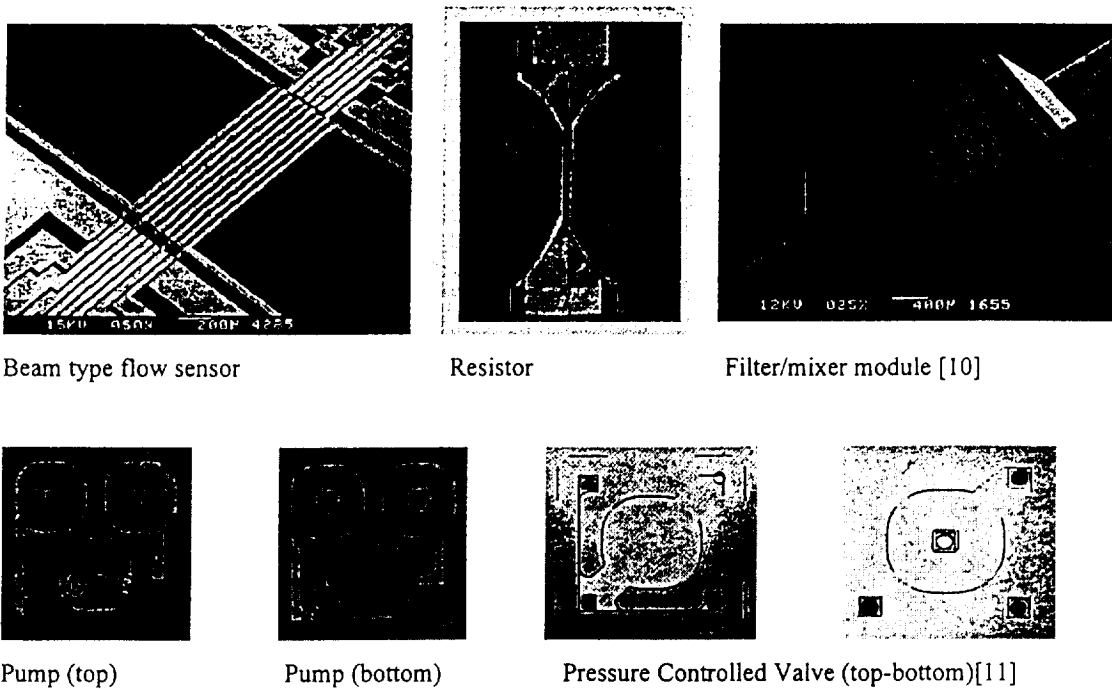 15KV 050X 200M 4225
12KV 025X 400M 1655
Beam type flow sensor
Resistor
Filter/mixer module [10]
Pump (top)
Pump (bottom)
Pressure Controlled Valve (top-bottom)[11]